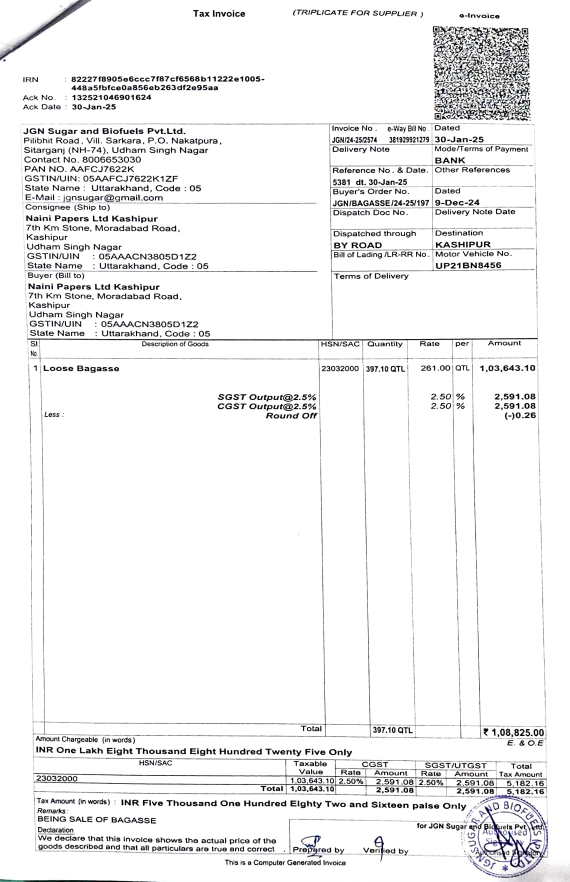 Tax Invoice (TRIPLICATE FOR SUPPLIER ) e-Invoice
IRN : 82227f8905e6ccc7f87cf6568b11222e1005-
448a5fbfce0a856eb263df2e95aa
Ack No. : 132521046901624
Ack Date : 30-Jan-25
JGN Sugar and Biofuels Pvt.Ltd.
Pilibhit Road, Vill. Sarkara, P.O. Nakatpura,
Sitarganj (NH-74), Udham Singh Nagar
Contact No. 8006653030
PAN NO. AAFCJ7622K
GSTIN/UIN: 05AAFCJ7622K1ZF
State Name : Uttarakhand, Code : 05
E-Mail : jgnsugar@gmail.com
Invoice No. e-Way Bill No. Dated
JGN/24-25/2574 381929921279 30-Jan-25
Delivery Note Mode/Terms of Payment
BANK
Reference No. & Date. Other References
5381 dt. 30-Jan-25
Buyer's Order No. Dated
JGN/BAGASSE/24-25/197 9-Dec-24
Dispatch Doc No. Delivery Note Date
Dispatched through Destination
BY ROAD KASHIPUR
Bill of Lading /LR-RR No. Motor Vehicle No.
UP21BN8456
Terms of Delivery
Consignee (Ship to)
Naini Papers Ltd Kashipur
7th Km Stone, Moradabad Road,
Kashipur
Udham Singh Nagar
GSTIN/UIN : 05AAACN3805D1Z2
State Name : Uttarakhand, Code : 05
Buyer (Bill to)
Naini Papers Ltd Kashipur
7th Km Stone, Moradabad Road,
Kashipur
Udham Singh Nagar
GSTIN/UIN : 05AAACN3805D1Z2
State Name : Uttarakhand, Code : 05
Sl No. Description of Goods HSN/SAC Quantity Rate per Amount
1 Loose Bagasse 23032000 397.10 QTL 261.00 QTL 1,03,643.10
SGST Output@2.5% 2.50 % 2,591.08
CGST Output@2.5% 2.50 % 2,591.08
Less : Round Off (-)0.26
Total 397.10 QTL ₹ 1,08,825.00
Amount Chargeable (in words) E. & O.E
INR One Lakh Eight Thousand Eight Hundred Twenty Five Only
HSN/SAC Taxable Value CGST Rate Amount SGST/UTGST Rate Amount Total Tax Amount
23032000 1,03,643.10 2.50% 2,591.08 2.50% 2,591.08 5,182.16
Total 1,03,643.10 2,591.08 2,591.08 5,182.16
Tax Amount (in words) : INR Five Thousand One Hundred Eighty Two and Sixteen paise Only
Remarks:
BEING SALE OF BAGASSE
Declaration
We declare that this invoice shows the actual price of the
goods described and that all particulars are true and correct .
for JGN Sugar and Biofuels Pvt. Ltd.
Prepared by Verified by
This is a Computer Generated Invoice